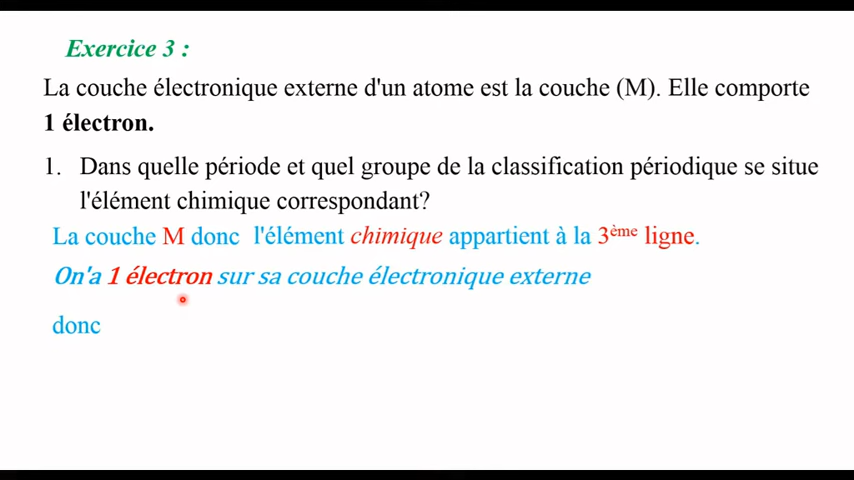 Exercice 3 :
La couche électronique externe d'un atome est la couche (M). Elle comporte
1 électron.
1. Dans quelle période et quel groupe de la classification périodique se situe
l'élément chimique correspondant?
La couche M donc l'élément chimique appartient à la 3ème ligne.
On'a 1 électron sur sa couche électronique externe
donc